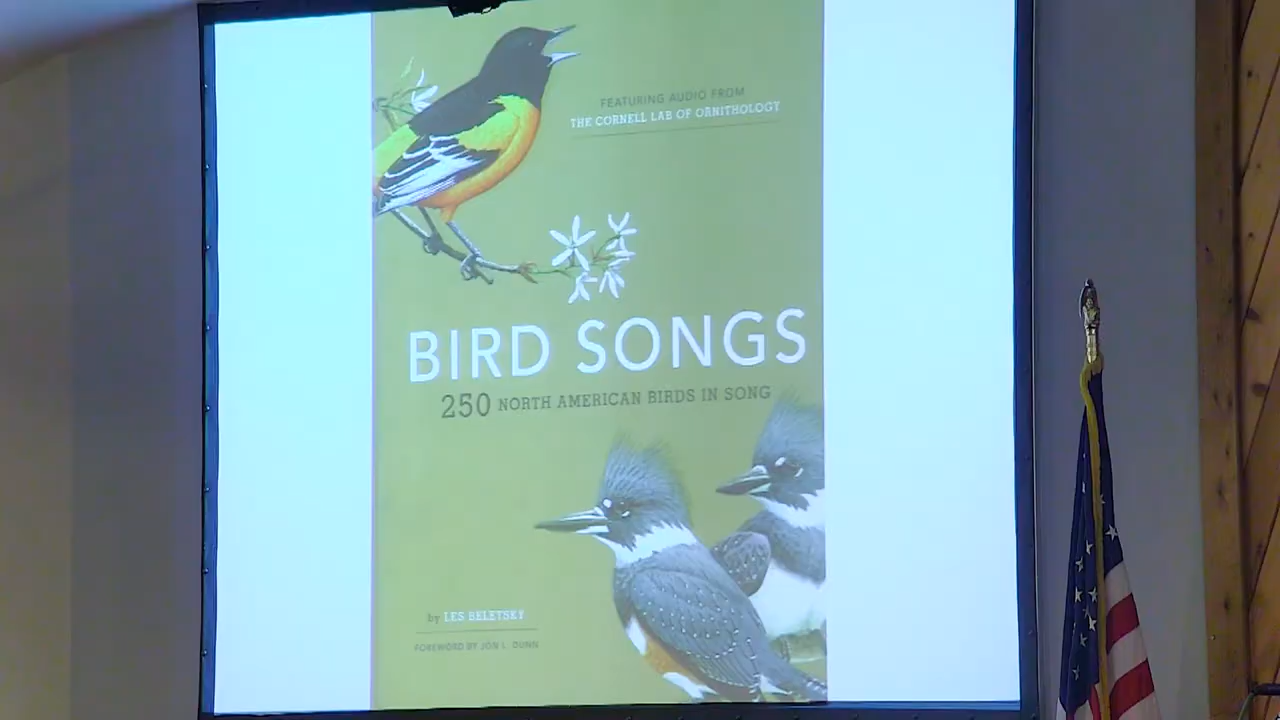 FEATURING AUDIO FROM
THE CORNELL LAB OF ORNITHOLOGY
BIRD SONGS
250 NORTH AMERICAN BIRDS IN SONG
by LES BELETSKY
FOREWORD BY JON L. DUNN